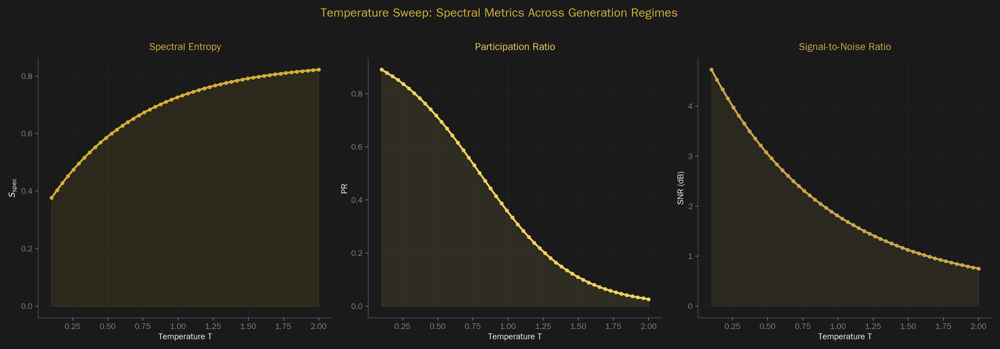 Temperature Sweep: Spectral Metrics Across Generation Regimes
Spectral Entropy
S_spec
0.8
0.6
0.4
0.2
0.0
0.25 0.50 0.75 1.00 1.25 1.50 1.75 2.00
Temperature T
Participation Ratio
PR
0.8
0.6
0.4
0.2
0.0
0.25 0.50 0.75 1.00 1.25 1.50 1.75 2.00
Temperature T
Signal-to-Noise Ratio
SNR (dB)
4
3
2
1
0
0.25 0.50 0.75 1.00 1.25 1.50 1.75 2.00
Temperature T